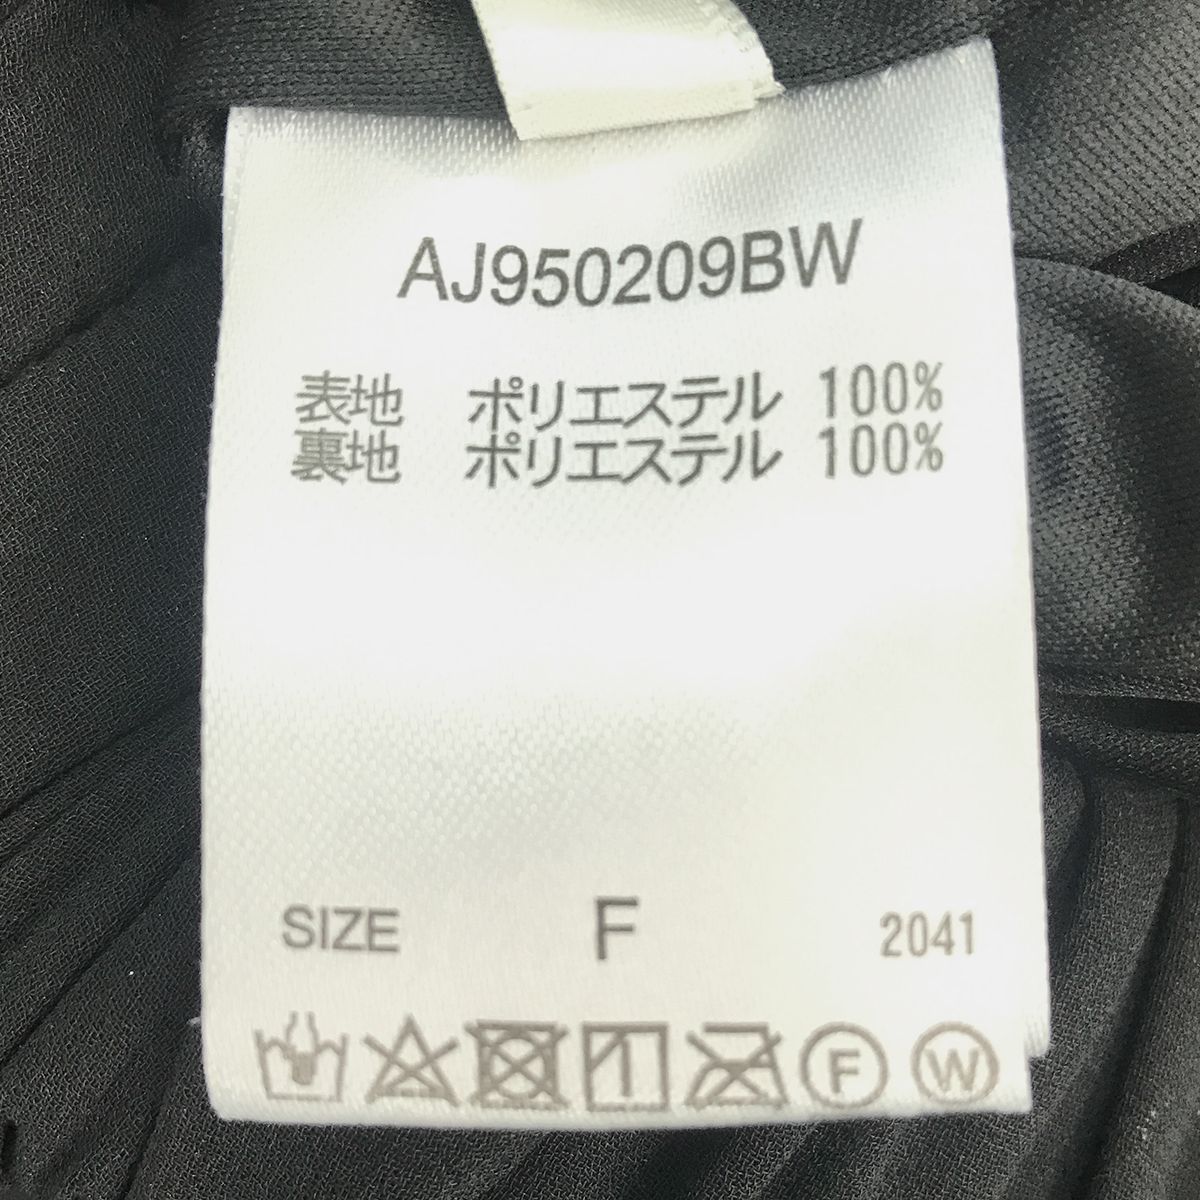 AJ950209BW
表地 ポリエステル 100%
裏地 ポリエステル 100%
SIZE F 2041
F W